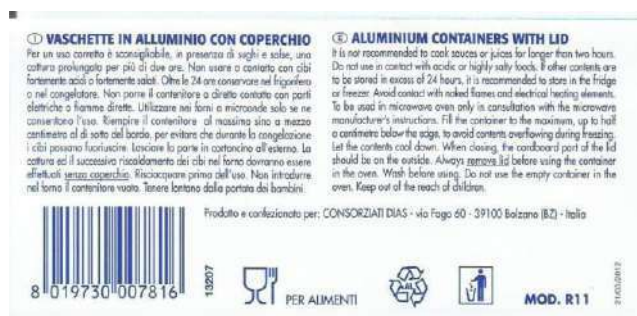 I VASCHETTE IN ALLUMINIO CON COPERCHIO
Per un uso corretto è sconsigliabile, in presenza di sughi e salse, una
cottura prolungata per più di due ore. Non usare a contatto con cibi
fortemente acidi o fortemente salati. Oltre le 24 ore conservare nel frigorifero
o nel congelatore. Non porre il contenitore a diretto contatto con parti
elettriche o fiamme dirette. Utilizzare nei forni a microonde solo se ne
consentono l'uso. Riempire il contenitore al massimo sino a mezzo
centimetro al di sotto del bordo, per evitare che durante la congelazione
i cibi possano fuoriuscire. Lasciare la parte in cartoncino all'esterno. La
cottura ed il successivo riscaldamento dei cibi nel forno dovranno essere
effettuati senza coperchio. Risciacquare prima dell'uso. Non introdurre
nel forno il contenitore vuoto. Tenere lontano dalla portata dei bambini.
E ALUMINIUM CONTAINERS WITH LID
It is not recommended to cook sauces or juices for longer than two hours.
Do not use in contact with acidic or highly salty foods. If other contents are
to be stored in excess of 24 hours, it is recommended to store in the fridge
or freezer. Avoid contact with naked flames and electrical heating elements.
To be used in microwave oven only in consultation with the microwave
manufacturer's instructions. Fill the container to the maximum, up to half
a centimetre below the edge, to avoid contents overflowing during freezing.
Let the contents cool down. When closing, the cardboard part of the lid
should be on the outside. Always remove lid before using the container
in the oven. Wash before using. Do not use the empty container in the
oven. Keep out of the reach of children.
Prodotto e confezionato per: CONSORZIATI DIAS - via Fago 60 - 39100 Bolzano (BZ) - Italia
8 019730 007816
13207
PER ALIMENTI
AL
MOD. R11
21/03/2012